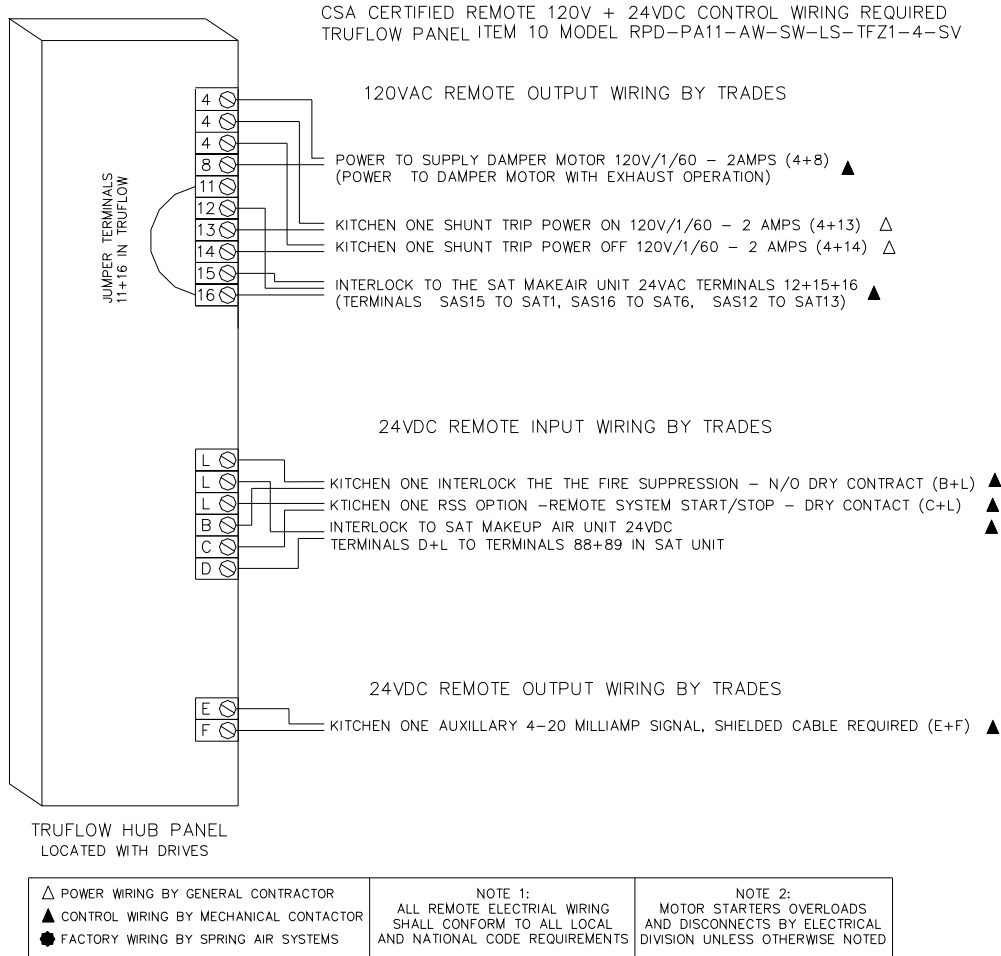 CSA CERTIFIED REMOTE 120V + 24VDC CONTROL WIRING REQUIRED
TRUFLOW PANEL ITEM 10 MODEL RPD-PA11-AW-SW-LS-TFZ1-4-SV
120VAC REMOTE OUTPUT WIRING BY TRADES
4
4
4
8
11
12
13
14
15
16
JUMPER TERMINALS
11+16 IN TRUFLOW
POWER TO SUPPLY DAMPER MOTOR 120V/1/60 - 2AMPS (4+8)
(POWER TO DAMPER MOTOR WITH EXHAUST OPERATION)
KITCHEN ONE SHUNT TRIP POWER ON 120V/1/60 - 2 AMPS (4+13)
KITCHEN ONE SHUNT TRIP POWER OFF 120V/1/60 - 2 AMPS (4+14)
INTERLOCK TO THE SAT MAKEAIR UNIT 24VAC TERMINALS 12+15+16
(TERMINALS SAS15 TO SAT1, SAS16 TO SAT6, SAS12 TO SAT13)
24VDC REMOTE INPUT WIRING BY TRADES
L
L
L
B
C
D
KITCHEN ONE INTERLOCK THE THE FIRE SUPPRESSION - N/O DRY CONTRACT (B+L)
KTICHEN ONE RSS OPTION -REMOTE SYSTEM START/STOP - DRY CONTACT (C+L)
INTERLOCK TO SAT MAKEUP AIR UNIT 24VDC
TERMINALS D+L TO TERMINALS 88+89 IN SAT UNIT
24VDC REMOTE OUTPUT WIRING BY TRADES
E
F
KITCHEN ONE AUXILLARY 4-20 MILLIAMP SIGNAL, SHIELDED CABLE REQUIRED (E+F)
TRUFLOW HUB PANEL
LOCATED WITH DRIVES
POWER WIRING BY GENERAL CONTRACTOR
CONTROL WIRING BY MECHANICAL CONTACTOR
FACTORY WIRING BY SPRING AIR SYSTEMS
NOTE 1:
ALL REMOTE ELECTRIAL WIRING
SHALL CONFORM TO ALL LOCAL
AND NATIONAL CODE REQUIREMENTS
NOTE 2:
MOTOR STARTERS OVERLOADS
AND DISCONNECTS BY ELECTRICAL
DIVISION UNLESS OTHERWISE NOTED